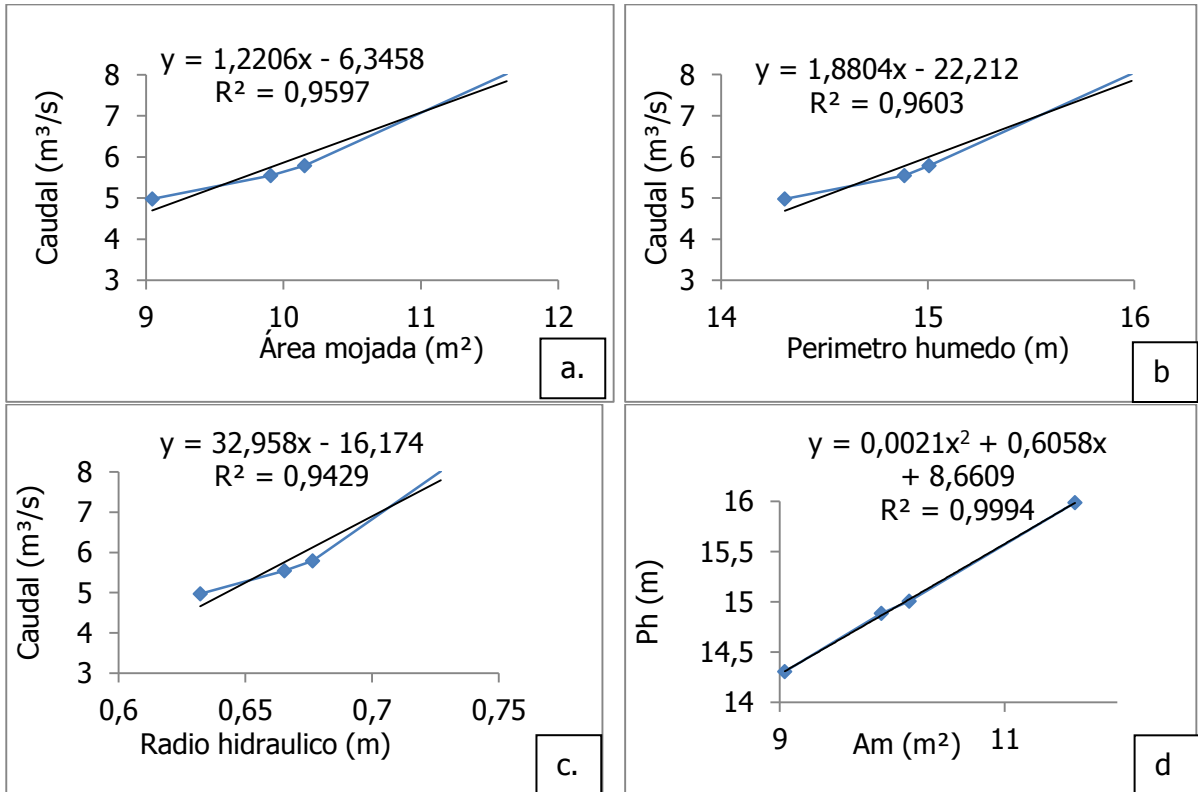 y = 1,2206x - 6,3458
R² = 0,9597
8
7
6
5
4
3
Caudal (m³/s)
9 10 11 12
Área mojada (m²)
a.
y = 1,8804x - 22,212
R² = 0,9603
8
7
6
5
4
3
Caudal (m³/s)
14 15 16
Perimetro humedo (m)
b
y = 32,958x - 16,174
R² = 0,9429
8
7
6
5
4
3
Caudal (m³/s)
0,6 0,65 0,7 0,75
Radio hidraulico (m)
c.
y = 0,0021x² + 0,6058x
+ 8,6609
R² = 0,9994
16
15,5
15
14,5
14
Ph (m)
9 11
Am (m²)
d